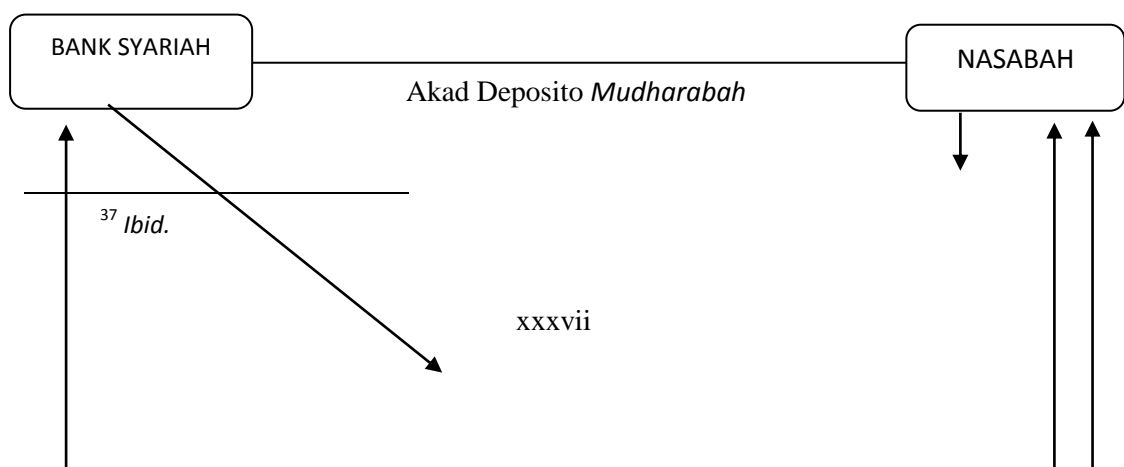 BANK SYARIAH
NASABAH
Akad Deposito Mudharabah
37 Ibid.
xxxvii